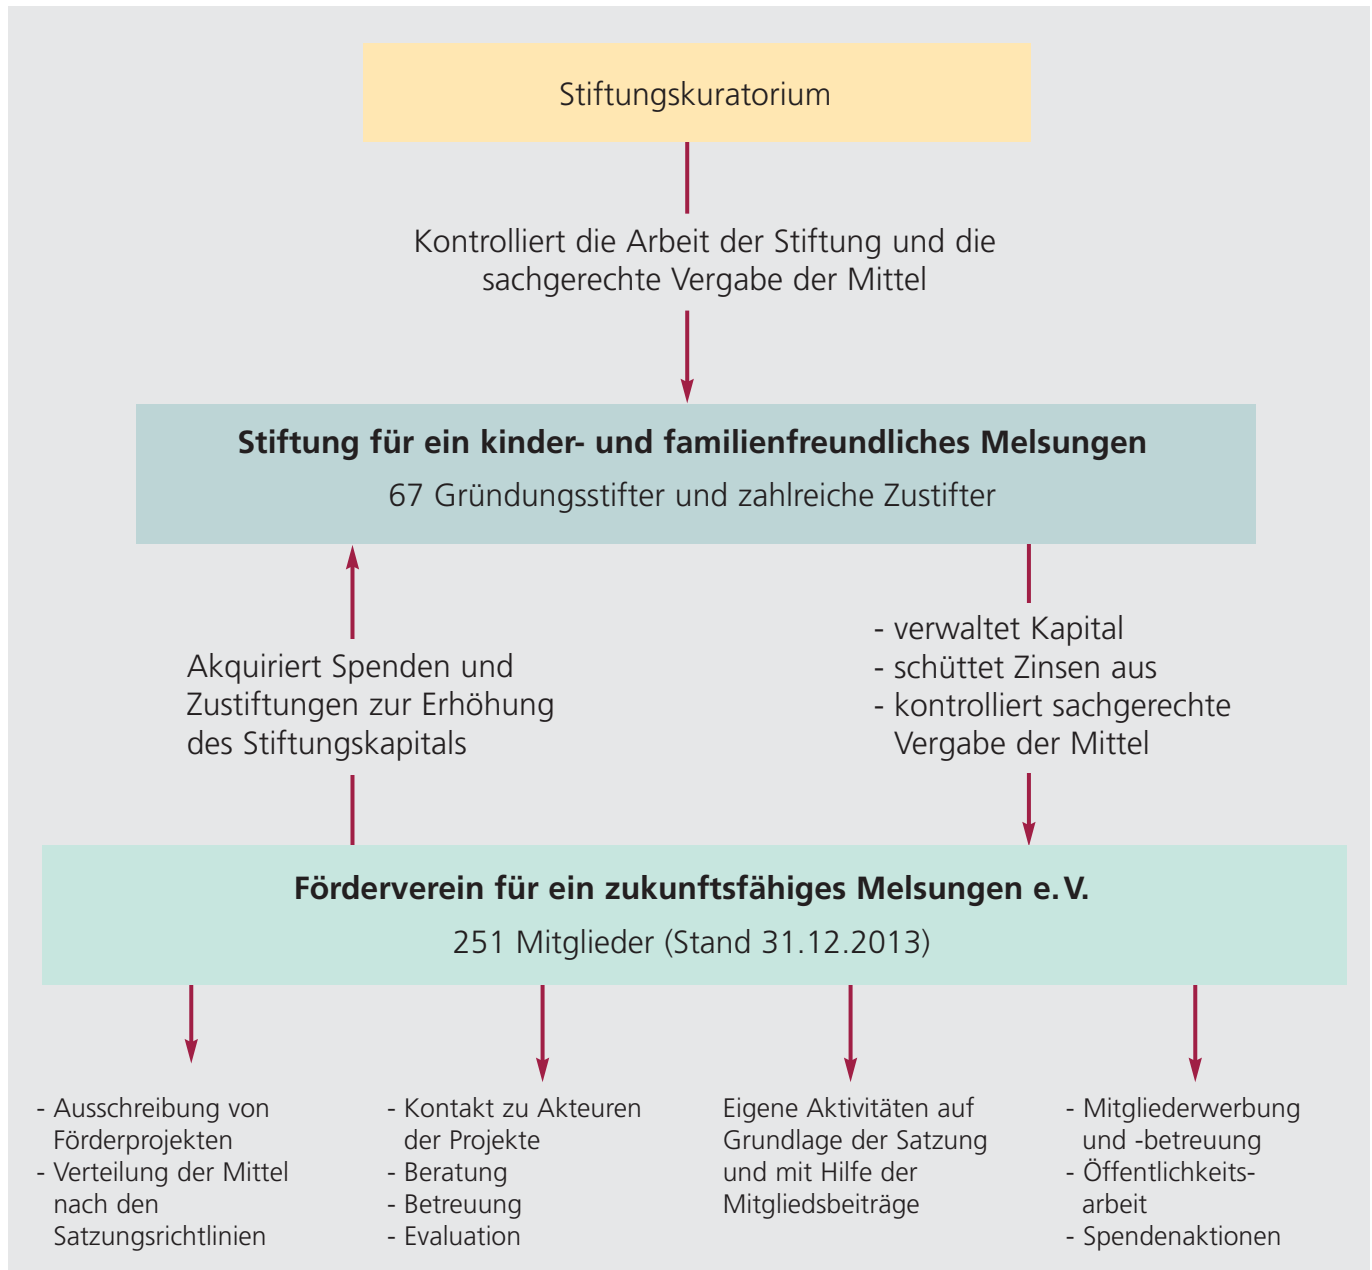 Stiftungskuratorium
Kontrolliert die Arbeit der Stiftung und die
sachgerechte Vergabe der Mittel
Stiftung für ein kinder- und familienfreundliches Melsungen
67 Gründungsstifter und zahlreiche Zustifter
Akquiriert Spenden und
Zustiftungen zur Erhöhung
des Stiftungskapitals
- verwaltet Kapital
- schüttet Zinsen aus
- kontrolliert sachgerechte
Vergabe der Mittel
Förderverein für ein zukunftsfähiges Melsungen e. V.
251 Mitglieder (Stand 31.12.2013)
- Ausschreibung von
Förderprojekten
- Verteilung der Mittel
nach den
Satzungsrichtlinien
- Kontakt zu Akteuren
der Projekte
- Beratung
- Betreuung
- Evaluation
Eigene Aktivitäten auf
Grundlage der Satzung
und mit Hilfe der
Mitgliedsbeiträge
- Mitgliederwerbung
und -betreuung
- Öffentlichkeits-
arbeit
- Spendenaktionen